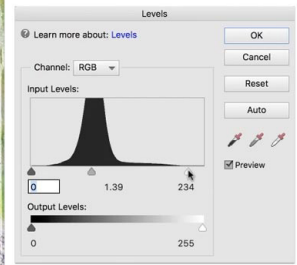 Levels
Learn more about: Levels
OK
Cancel
Channel: RGB
Reset
Input Levels:
Auto
Preview
0 1.39 234
Output Levels:
0 255